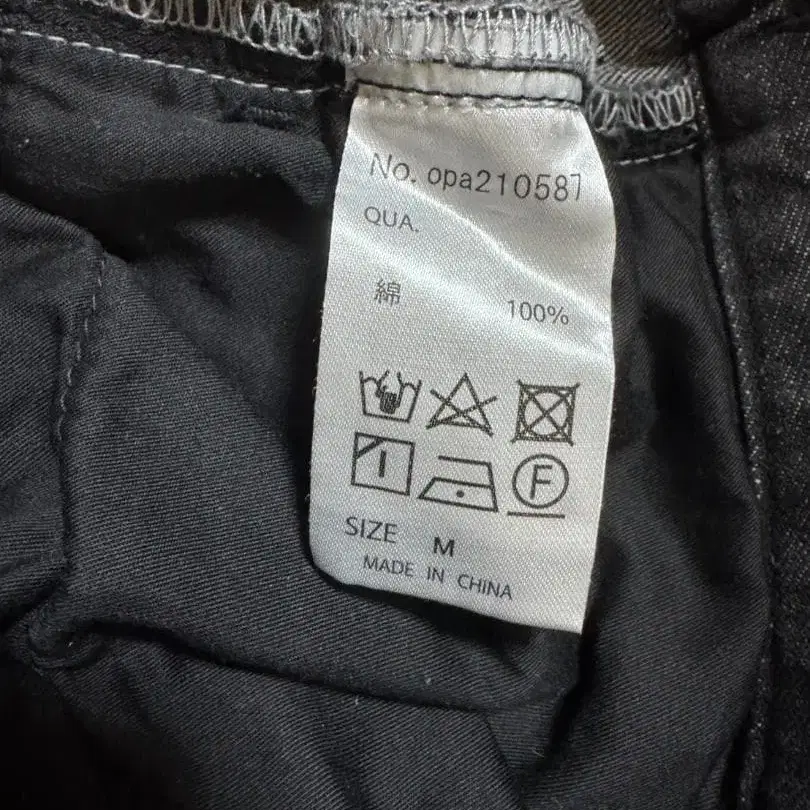 No. opa210587
QUA.
綿 100%
F
SIZE M
MADE IN CHINA